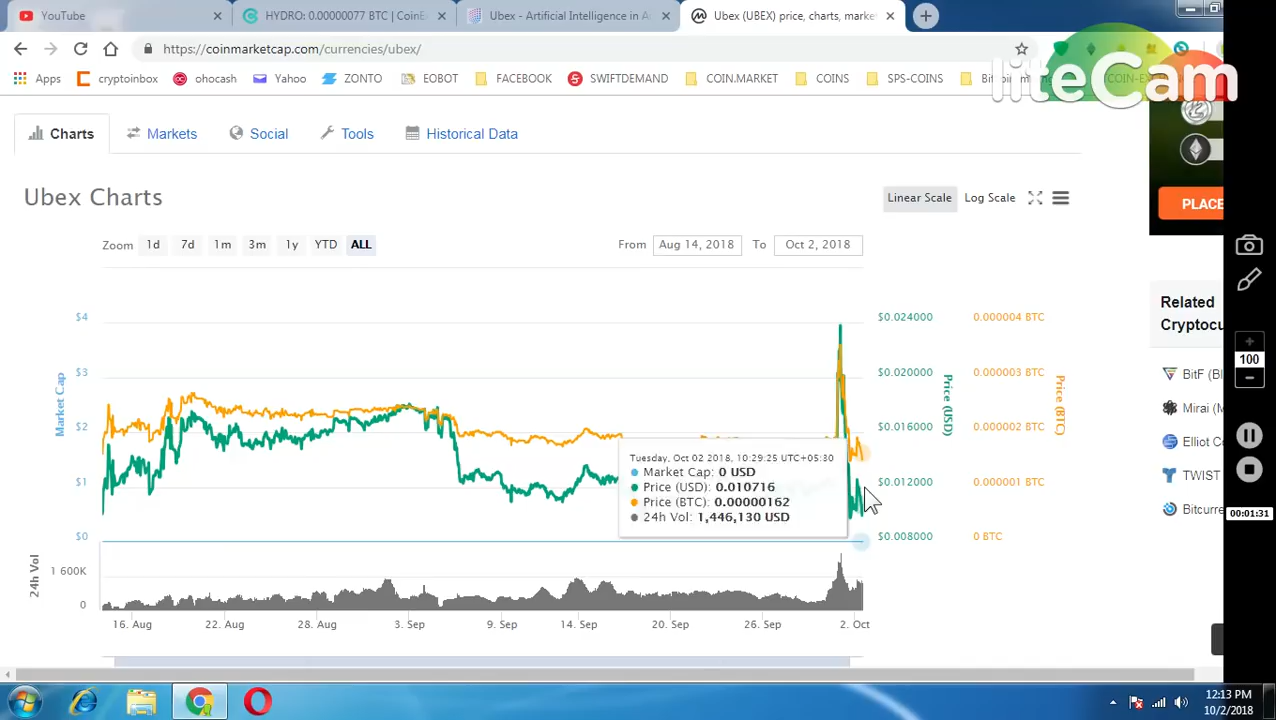 YouTube
HYDRO: 0.00000077 BTC | CoinE
Ubex - Artificial Intelligence in A
Ubex (UBEX) price, charts, marke
https://coinmarketcap.com/currencies/ubex/
Apps
cryptoinbox
ohocash
Yahoo
ZONTO
EOBOT
FACEBOOK
SWIFTDEMAND
COIN.MARKET
COINS
SPS-COINS
liteCam
Charts
Markets
Social
Tools
Historical Data
Ubex Charts
Linear Scale
Log Scale
PLACE
Zoom 1d 7d 1m 3m 1y YTD ALL
From Aug 14, 2018 To Oct 2, 2018
Related
Cryptocu
BitF (Bl
Mirai (M
Elliot Co
TWIST
Bitcurre
100
00:01:31
$4
$3
$2
$1
$0
Market Cap
$0.024000
$0.020000
$0.016000
$0.012000
$0.008000
Price (USD)
0.000004 BTC
0.000003 BTC
0.000002 BTC
0.000001 BTC
0 BTC
Price (BTC)
Tuesday, Oct 02 2018, 10:29:25 UTC+05:30
Market Cap: 0 USD
Price (USD): 0.010716
Price (BTC): 0.00000162
24h Vol: 1,446,130 USD
24h Vol
1 600K
0
16. Aug
22. Aug
28. Aug
3. Sep
9. Sep
14. Sep
20. Sep
26. Sep
2. Oct
12:13 PM
10/2/2018